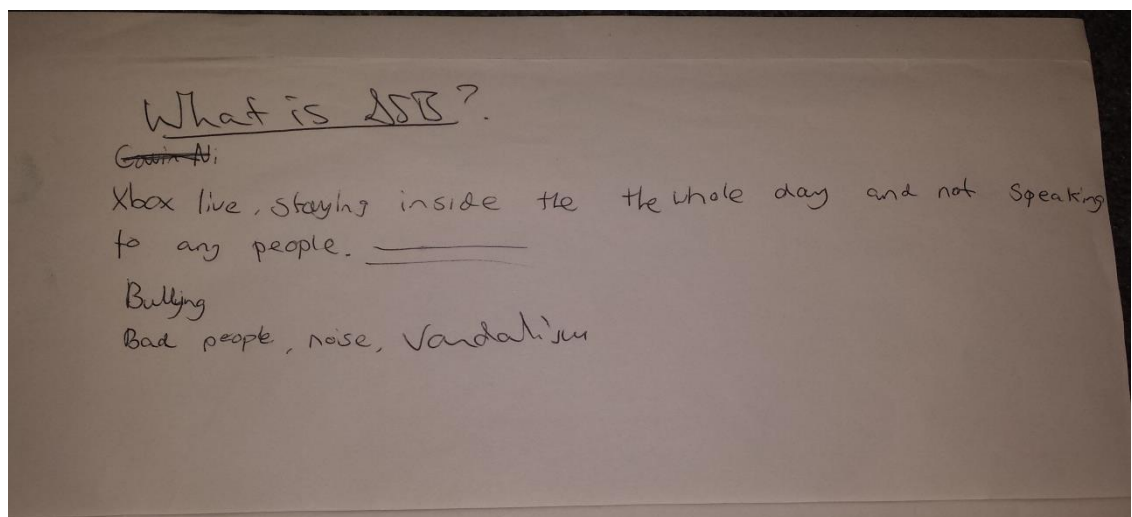 What is ASB?
Xbox live, staying inside the the whole day and not speaking
to any people.
Bullying
Bad people, noise, Vandalism